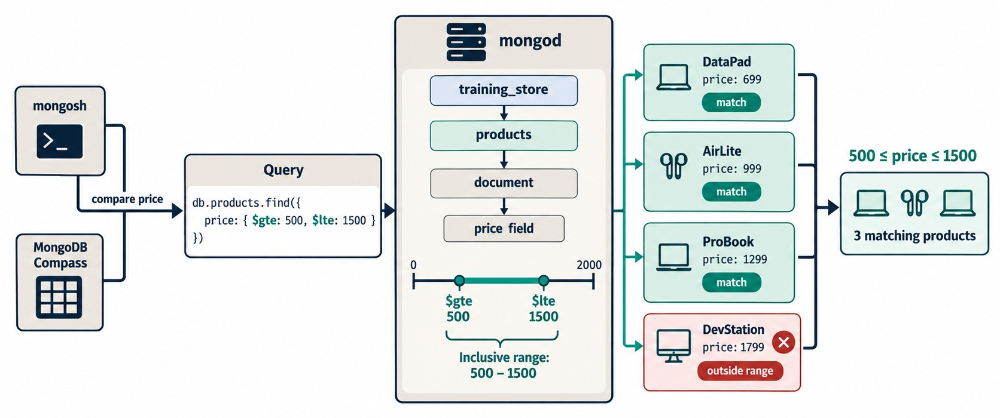 mongosh
>_
MongoDB
Compass
compare price
Query
db.products.find({
price: { $gte: 500, $lte: 1500 }
})
mongod
training_store
products
document
price field
0
2000
$gte
500
$lte
1500
Inclusive range:
500 – 1500
DataPad
price: 699
match
AirLite
price: 999
match
ProBook
price: 1299
match
DevStation
price: 1799
outside range
500 ≤ price ≤ 1500
3 matching products